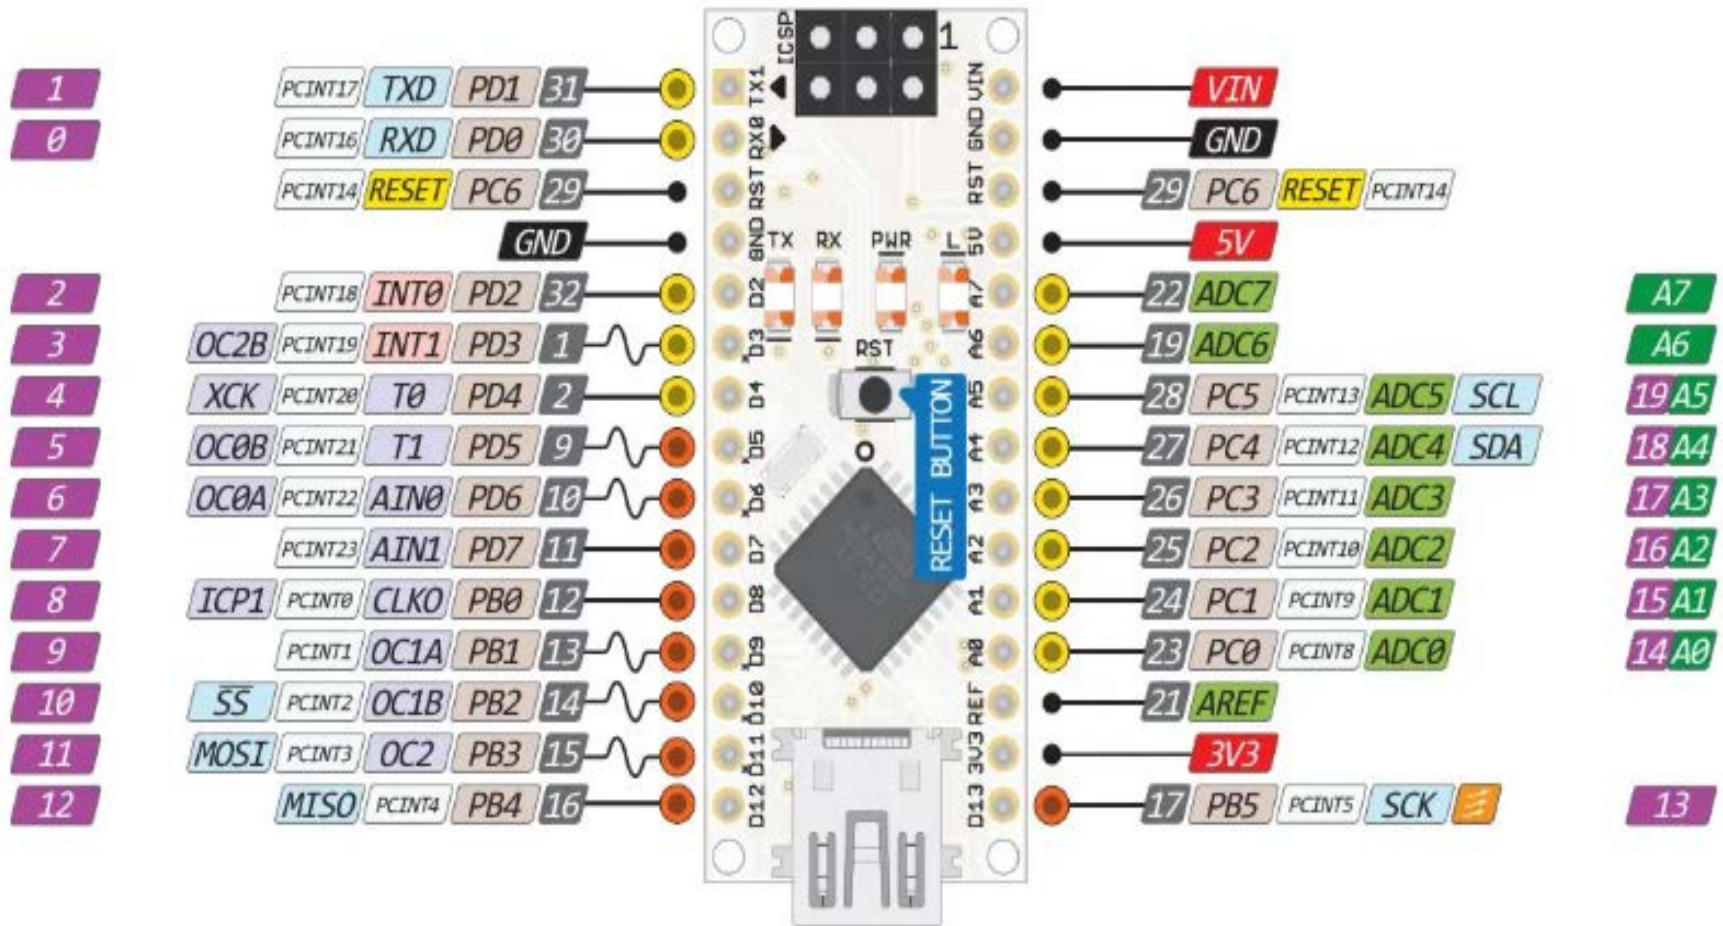 ICSP 1
1 PCINT17 TXD PD1 31 TX1 VIN VIN
0 PCINT16 RXD PD0 30 RX0 GND GND
PCINT14 RESET PC6 29 RST RST 29 PC6 RESET PCINT14
GND GND TX RX PWR L 5V 5V
2 PCINT18 INT0 PD2 32 D2 A7 22 ADC7 A7
3 OC2B PCINT19 INT1 PD3 1 D3 RST A6 19 ADC6 A6
4 XCK PCINT20 T0 PD4 2 D4 A5 28 PC5 PCINT13 ADC5 SCL 19 A5
5 OC0B PCINT21 T1 PD5 9 D5 A4 27 PC4 PCINT12 ADC4 SDA 18 A4
RESET BUTTON
6 OC0A PCINT22 AIN0 PD6 10 D6 A3 26 PC3 PCINT11 ADC3 17 A3
7 PCINT23 AIN1 PD7 11 D7 A2 25 PC2 PCINT10 ADC2 16 A2
8 ICP1 PCINT0 CLKO PB0 12 D8 A1 24 PC1 PCINT9 ADC1 15 A1
9 PCINT1 OC1A PB1 13 D9 A0 23 PC0 PCINT8 ADC0 14 A0
10 SS PCINT2 OC1B PB2 14 D10 REF 21 AREF
11 MOSI PCINT3 OC2 PB3 15 D11 3V3 3V3
12 MISO PCINT4 PB4 16 D12 D13 17 PB5 PCINT5 SCK 13